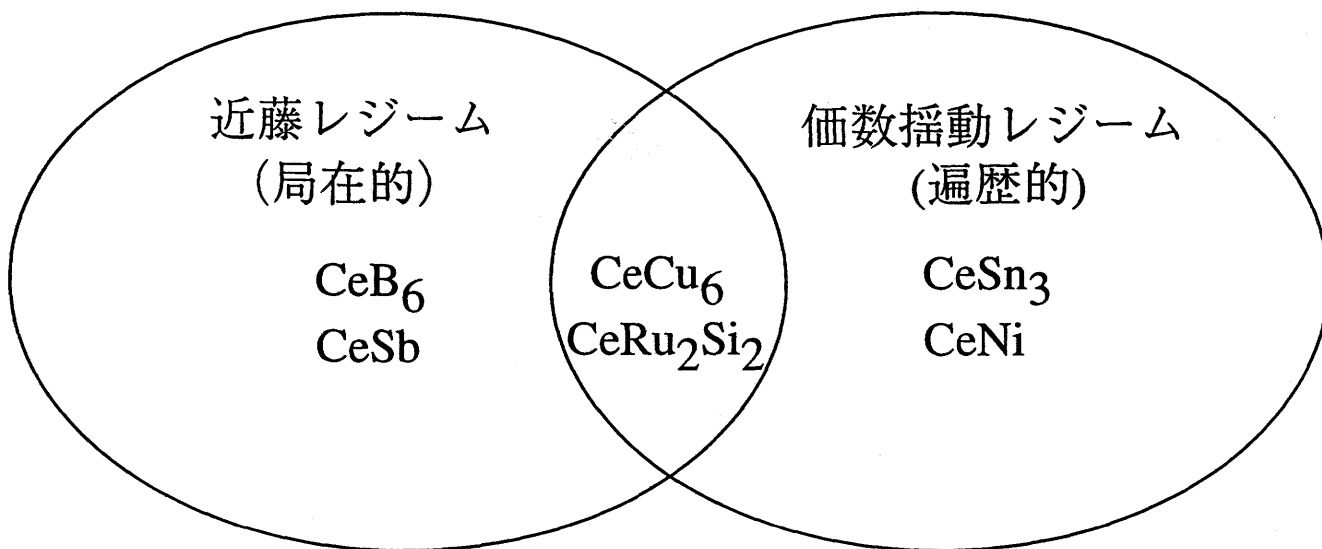 近藤レジーム
（局在的）
CeB6
CeSb
CeCu6
CeRu2Si2
価数揺動レジーム
(遍歴的)
CeSn3
CeNi